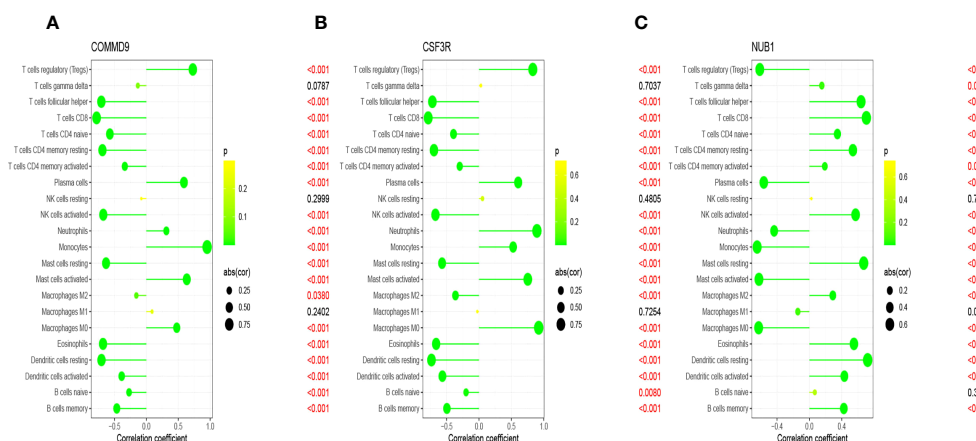 A
B
C
COMMD9
CSF3R
NUB1
T cells regulatory (Tregs) <0.001 T cells regulatory (Tregs) <0.001 T cells regulatory (Tregs)
T cells gamma delta 0.0787 T cells gamma delta 0.7037 T cells gamma delta
T cells follicular helper <0.001 T cells follicular helper <0.001 T cells follicular helper
T cells CD8 <0.001 T cells CD8 <0.001 T cells CD8
T cells CD4 naive <0.001 T cells CD4 naive <0.001 T cells CD4 naive
T cells CD4 memory resting <0.001 T cells CD4 memory resting <0.001 T cells CD4 memory resting
T cells CD4 memory activated <0.001 T cells CD4 memory activated <0.001 T cells CD4 memory activated
Plasma cells <0.001 Plasma cells <0.001 Plasma cells
NK cells resting 0.2999 NK cells resting 0.4805 NK cells resting
NK cells activated <0.001 NK cells activated <0.001 NK cells activated
Neutrophils <0.001 Neutrophils <0.001 Neutrophils
Monocytes <0.001 Monocytes <0.001 Monocytes
Mast cells resting <0.001 Mast cells resting <0.001 Mast cells resting
Mast cells activated <0.001 Mast cells activated <0.001 Mast cells activated
Macrophages M2 0.0380 Macrophages M2 <0.001 Macrophages M2
Macrophages M1 0.2402 Macrophages M1 0.7254 Macrophages M1
Macrophages M0 <0.001 Macrophages M0 <0.001 Macrophages M0
Eosinophils <0.001 Eosinophils <0.001 Eosinophils
Dendritic cells resting <0.001 Dendritic cells resting <0.001 Dendritic cells resting
Dendritic cells activated <0.001 Dendritic cells activated <0.001 Dendritic cells activated
B cells naive <0.001 B cells naive 0.0080 B cells naive
B cells memory <0.001 B cells memory <0.001 B cells memory
p
0.2
0.1
abs(cor)
0.25
0.50
0.75
p
0.6
0.4
0.2
abs(cor)
0.25
0.50
0.75
p
0.6
0.4
0.2
abs(cor)
0.2
0.4
0.6
-0.5 0.0 0.5 1.0
-0.5 0.0 0.5 1.0
-0.4 0.0 0.4
Correlation coefficient
Correlation coefficient
Correlation coefficient